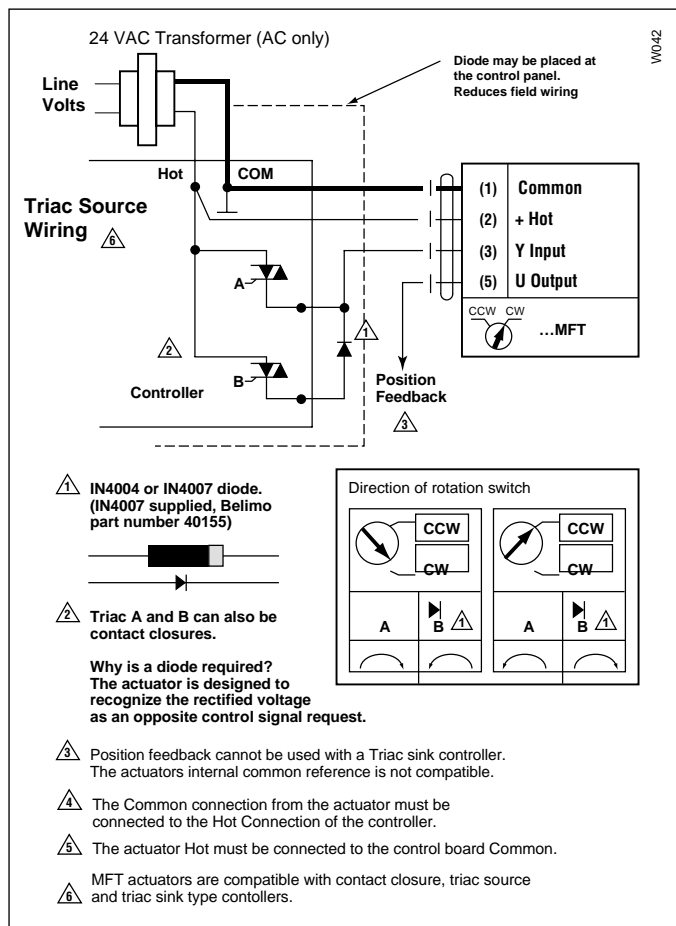 24 VAC Transformer (AC only)
W042
Line
Volts
Diode may be placed at
the control panel.
Reduces field wiring
Hot
COM
Triac Source
Wiring
6
(1) Common
(2) + Hot
(3) Y Input
(5) U Output
A
1
CCW CW
…MFT
2
B
Controller
Position
Feedback
3
1
IN4004 or IN4007 diode.
(IN4007 supplied, Belimo
part number 40155)
2
Triac A and B can also be
contact closures.
Why is a diode required?
The actuator is designed to
recognize the rectified voltage
as an opposite control signal request.
Direction of rotation switch
CCW
CW
CCW
CW
A
B 1
A
B 1
3 Position feedback cannot be used with a Triac sink controller.
The actuators internal common reference is not compatible.
4 The Common connection from the actuator must be
connected to the Hot Connection of the controller.
5 The actuator Hot must be connected to the control board Common.
6 MFT actuators are compatible with contact closure, triac source
and triac sink type contollers.